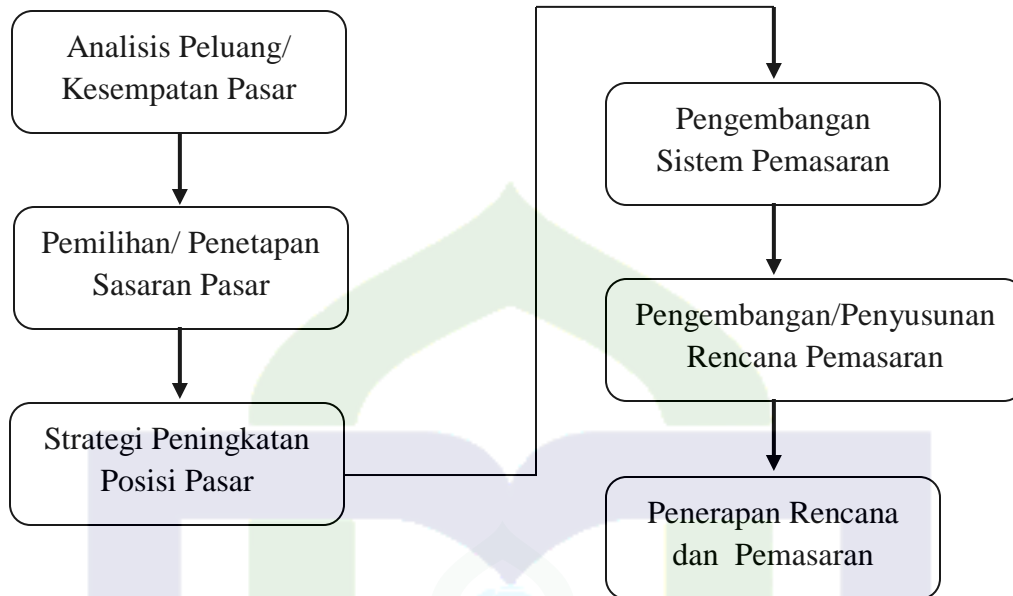 Analisis Peluang/
Kesempatan Pasar
Pemilihan/ Penetapan
Sasaran Pasar
Strategi Peningkatan
Posisi Pasar
Pengembangan
Sistem Pemasaran
Pengembangan/Penyusunan
Rencana Pemasaran
Penerapan Rencana
dan Pemasaran